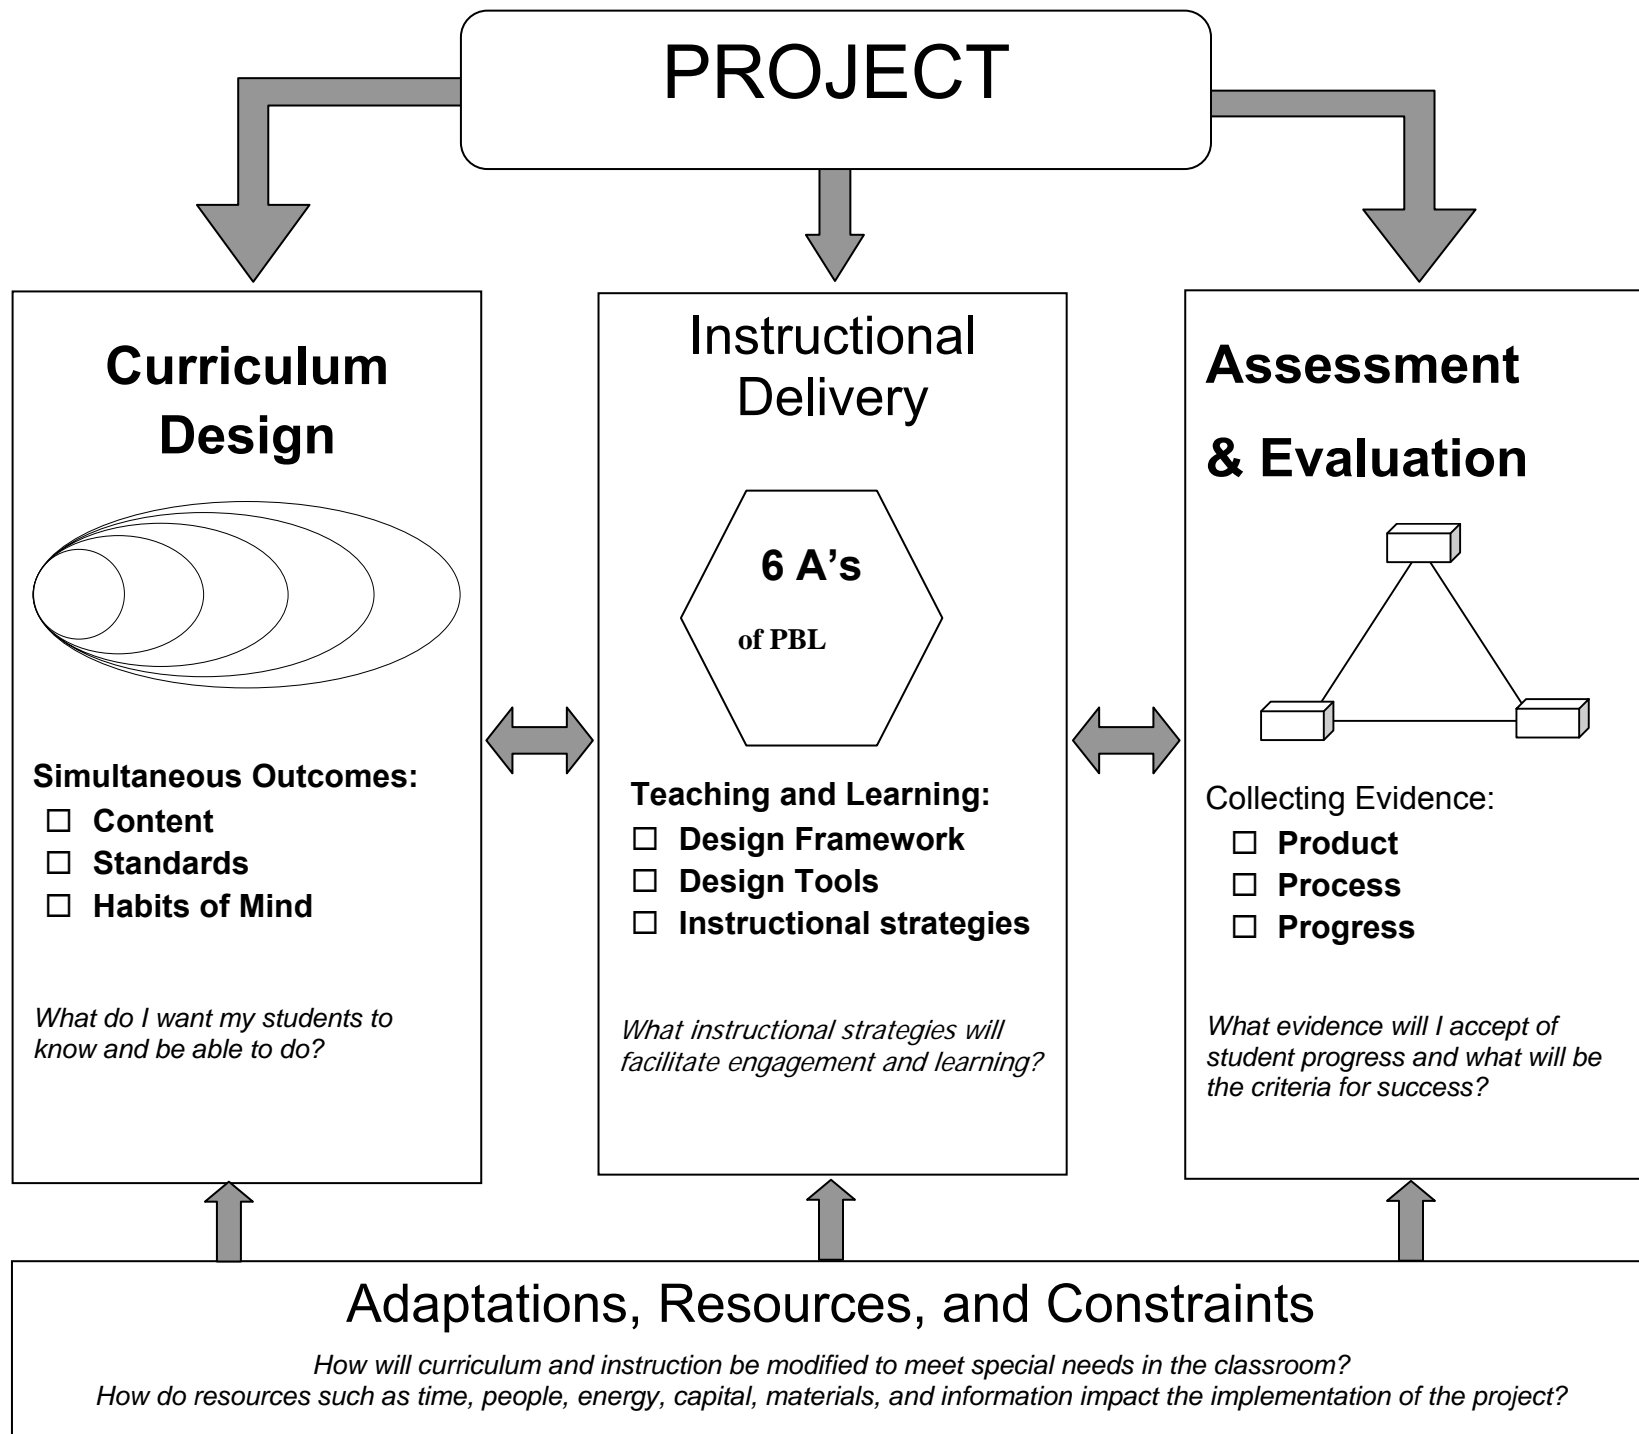 PROJECT
Curriculum
Design
Simultaneous Outcomes:
☐ Content
☐ Standards
☐ Habits of Mind
What do I want my students to
know and be able to do?
Instructional
Delivery
6 A’s
of PBL
Teaching and Learning:
☐ Design Framework
☐ Design Tools
☐ Instructional strategies
What instructional strategies will
facilitate engagement and learning?
Assessment
& Evaluation
Collecting Evidence:
☐ Product
☐ Process
☐ Progress
What evidence will I accept of
student progress and what will be
the criteria for success?
Adaptations, Resources, and Constraints
How will curriculum and instruction be modified to meet special needs in the classroom?
How do resources such as time, people, energy, capital, materials, and information impact the implementation of the project?